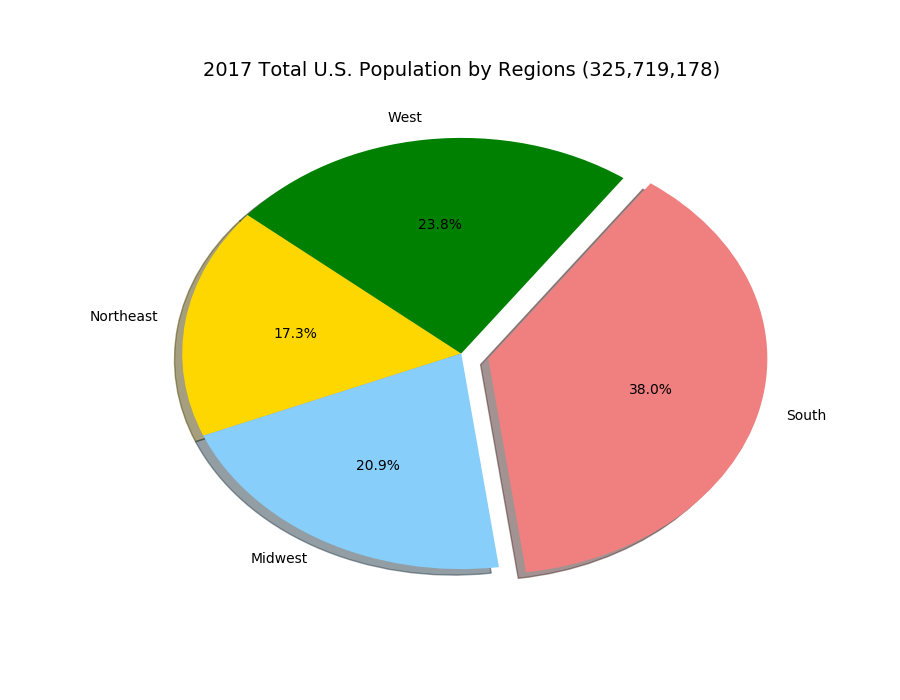 2017 Total U.S. Population by Regions (325,719,178)
West
23.8%
Northeast
17.3%
38.0%
South
20.9%
Midwest